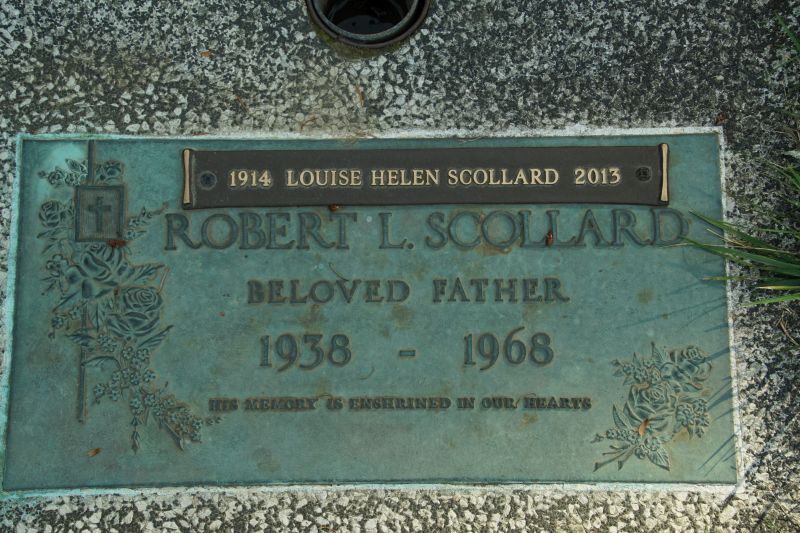 1914 LOUISE HELEN SCOLLARD 2013
ROBERT L. SCOLLARD
BELOVED FATHER
1938 - 1968
HIS MEMORY IS ENSHRINED IN OUR HEARTS